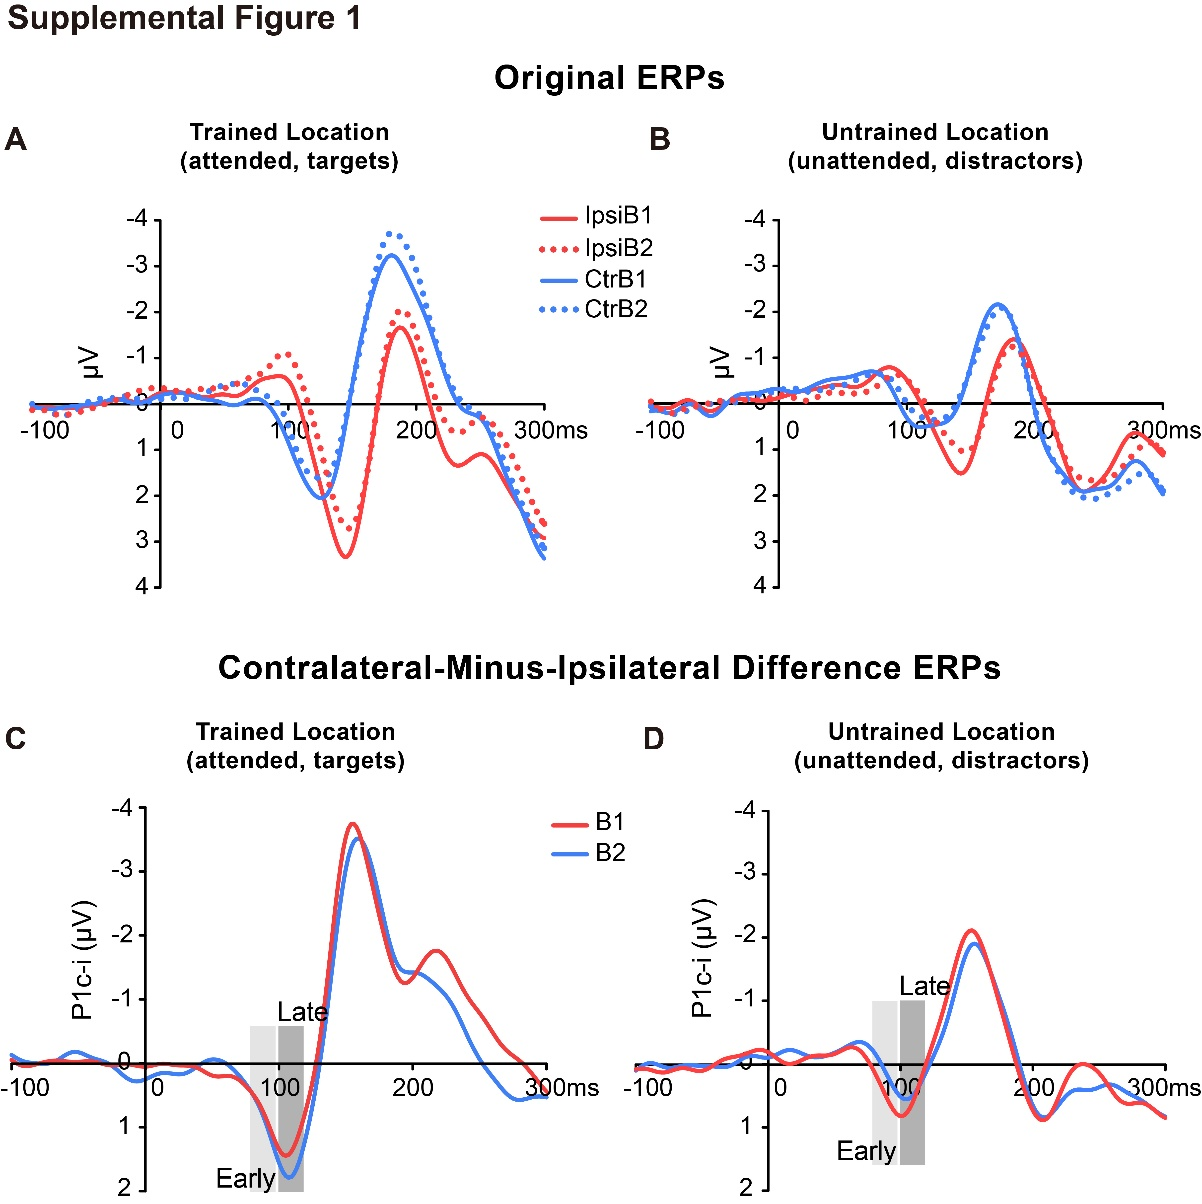 Supplemental Figure 1
Original ERPs
A
Trained Location
(attended, targets)
-4
-3
-2
-1
0
1
2
3
4
μV
-100
0
100
200
300ms
IpsiB1
IpsiB2
CtrB1
CtrB2
B
Untrained Location
(unattended, distractors)
-4
-3
-2
-1
0
1
2
3
4
μV
-100
0
100
200
300ms
Contralateral-Minus-Ipsilateral Difference ERPs
C
Trained Location
(attended, targets)
-4
-3
-2
-1
0
1
2
P1c-i (μV)
-100
0
100
200
300ms
Late
Early
B1
B2
D
Untrained Location
(unattended, distractors)
-4
-3
-2
-1
0
1
2
P1c-i (μV)
-100
0
100
200
300ms
Late
Early